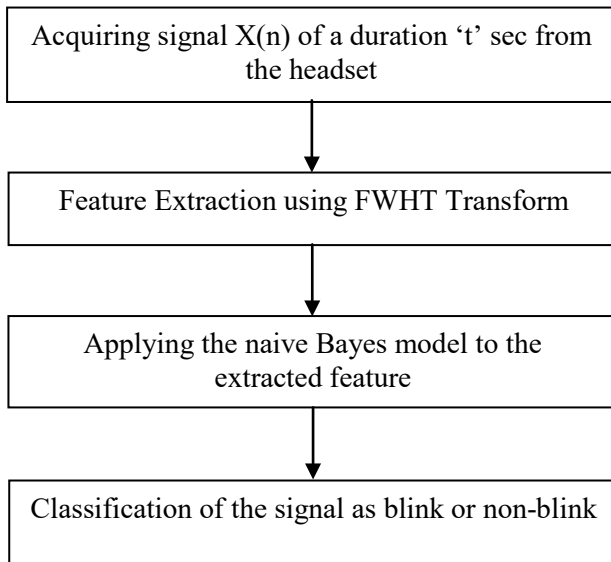 Acquiring signal X(n) of a duration ‘t’ sec from
the headset
Feature Extraction using FWHT Transform
Applying the naive Bayes model to the
extracted feature
Classification of the signal as blink or non-blink